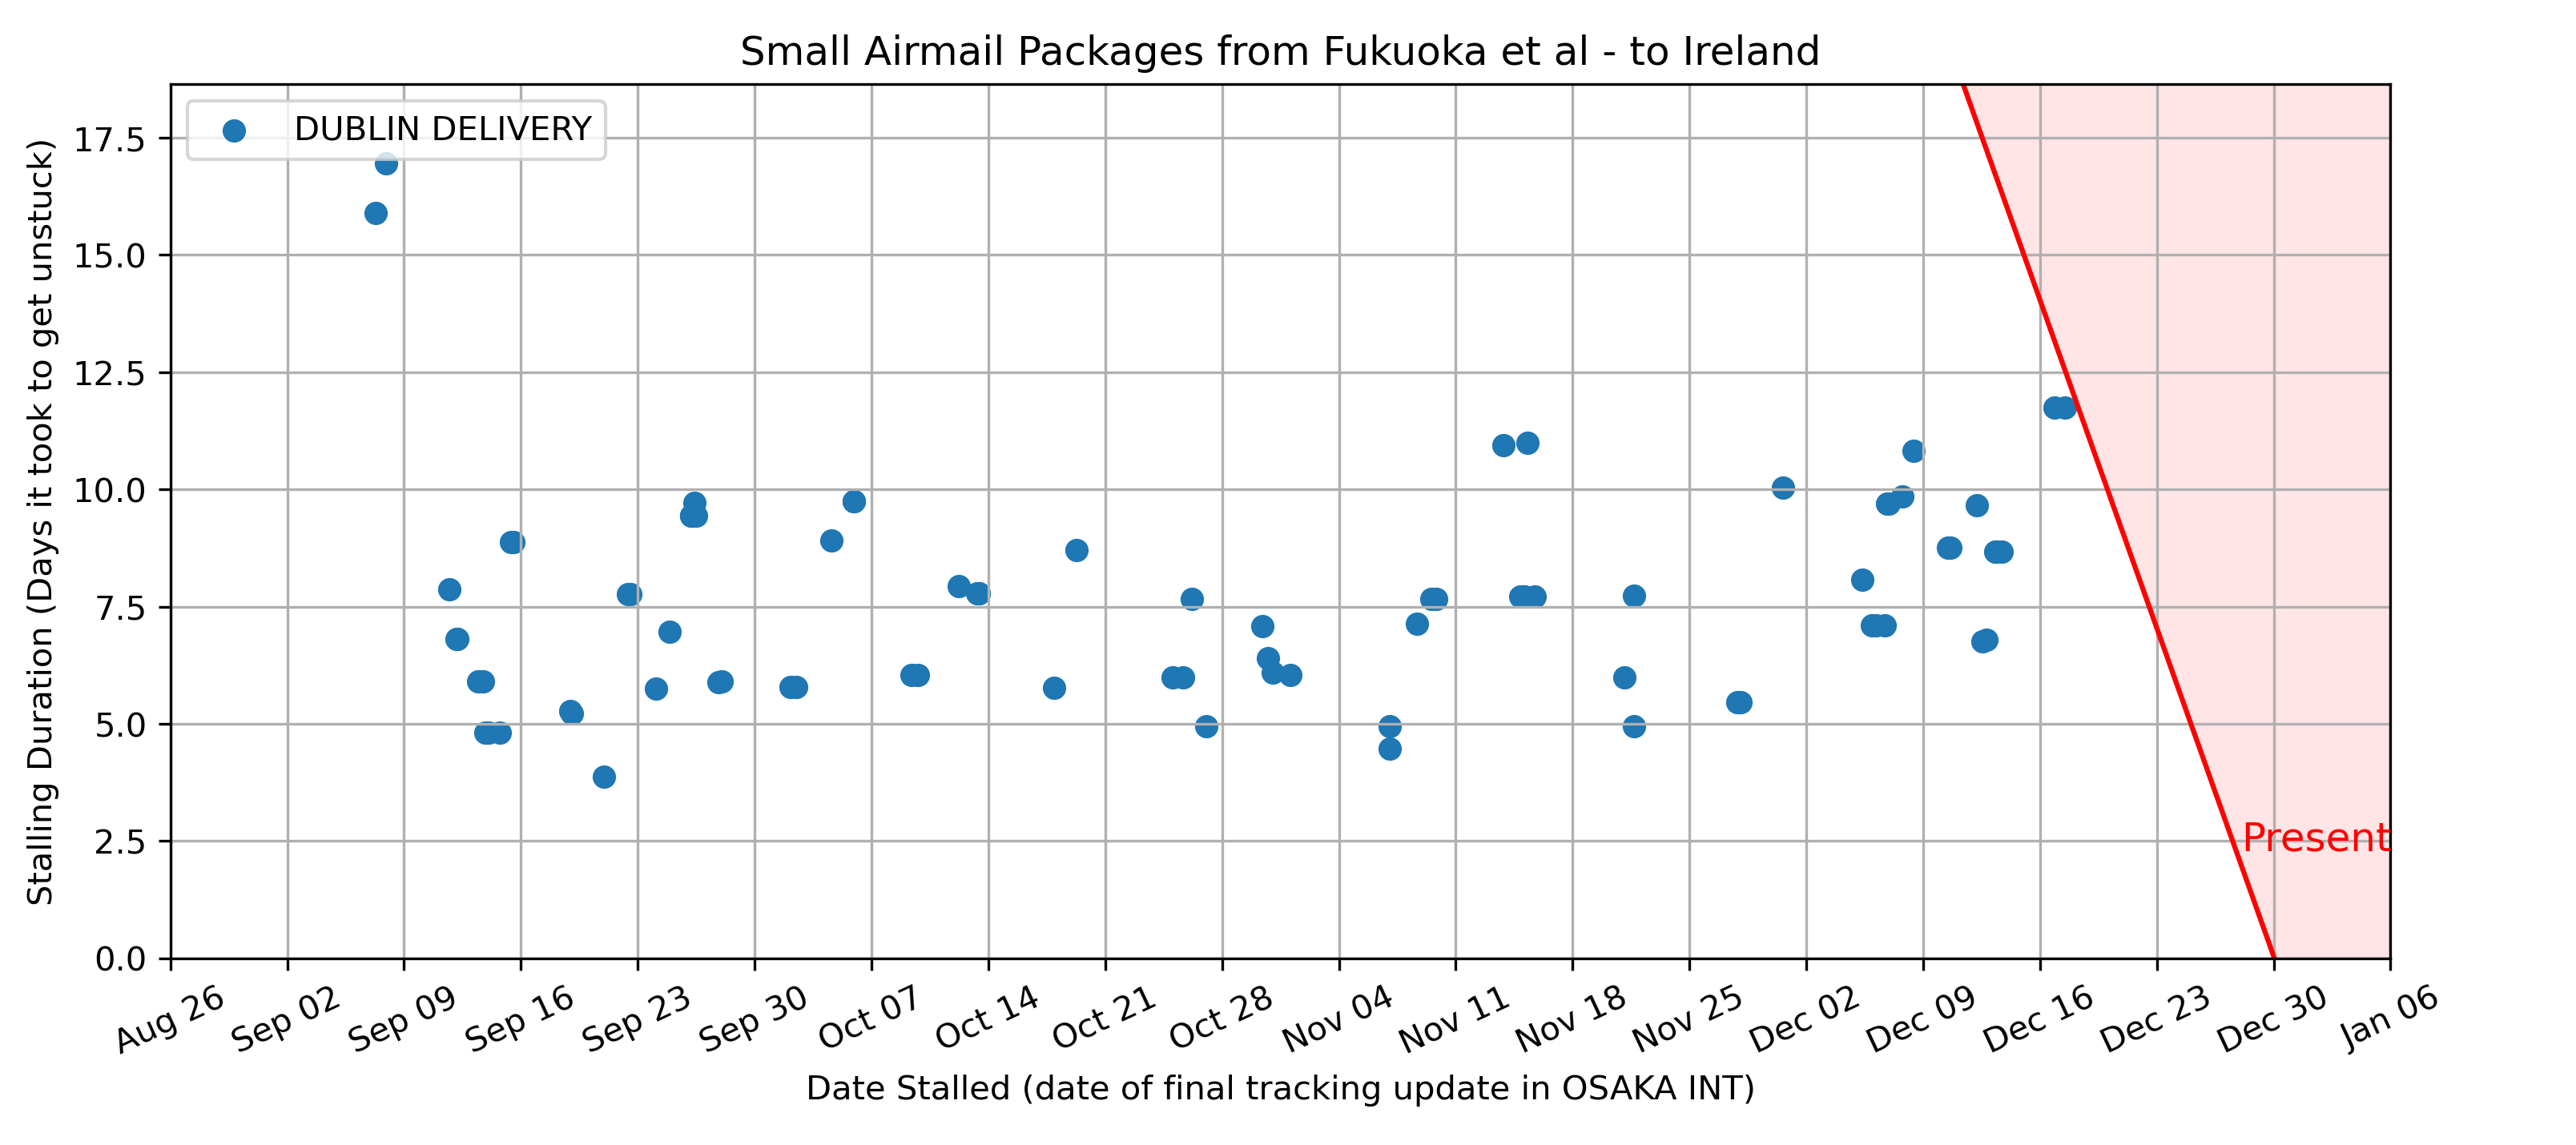 Small Airmail Packages from Fukuoka et al - to Ireland
DUBLIN DELIVERY
Stalling Duration (Days it took to get unstuck)
17.5
15.0
12.5
10.0
7.5
5.0
2.5
0.0
Present
Aug 26
Sep 02
Sep 09
Sep 16
Sep 23
Sep 30
Oct 07
Oct 14
Oct 21
Oct 28
Nov 04
Nov 11
Nov 18
Nov 25
Dec 02
Dec 09
Dec 16
Dec 23
Dec 30
Jan 06
Date Stalled (date of final tracking update in OSAKA INT)